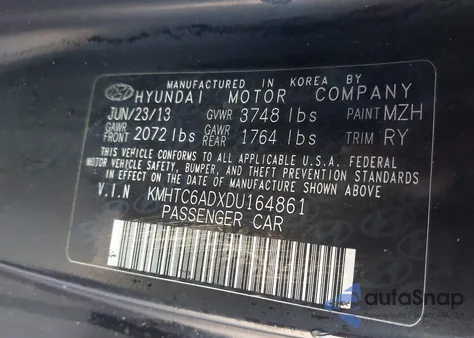 MANUFACTURED IN KOREA BY
HYUNDAI MOTOR COMPANY
JUN/23/13 GVWR 3748 lbs PAINT MZH
GAWR FRONT 2072 lbs GAWR REAR 1764 lbs TRIM RY
THIS VEHICLE CONFORMS TO ALL APPLICABLE U.S.A. FEDERAL
MOTOR VEHICLE SAFETY, BUMPER, AND THEFT PREVENTION STANDARDS
IN EFFECT ON THE DATE OF MANUFACTURE SHOWN ABOVE.
V.I.N KMHTC6ADXDU164861
PASSENGER CAR
autoSnap